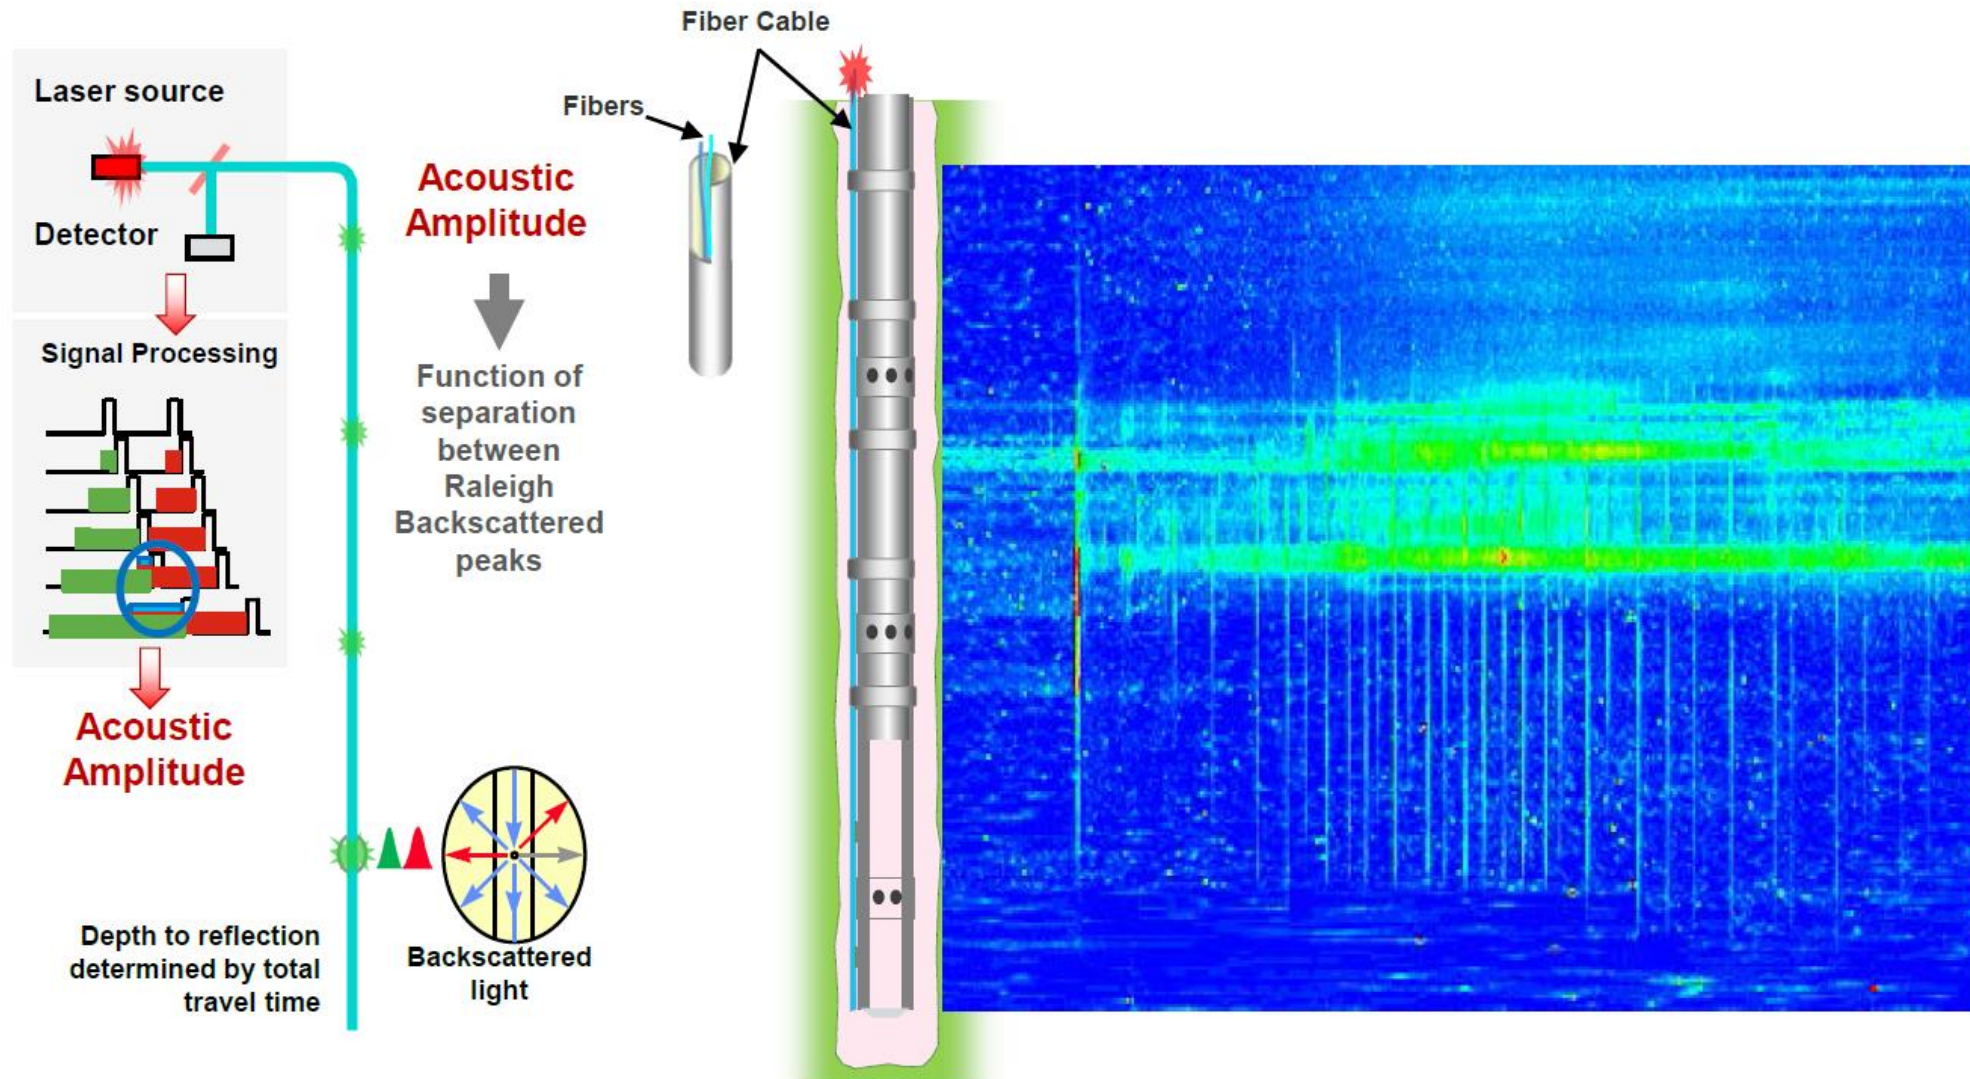 Fiber Cable
Laser source
Fibers
Detector
Acoustic
Amplitude
Signal Processing
Function of
separation
between
Raleigh
Backscattered
peaks
Acoustic
Amplitude
Depth to reflection
determined by total
travel time
Backscattered
light